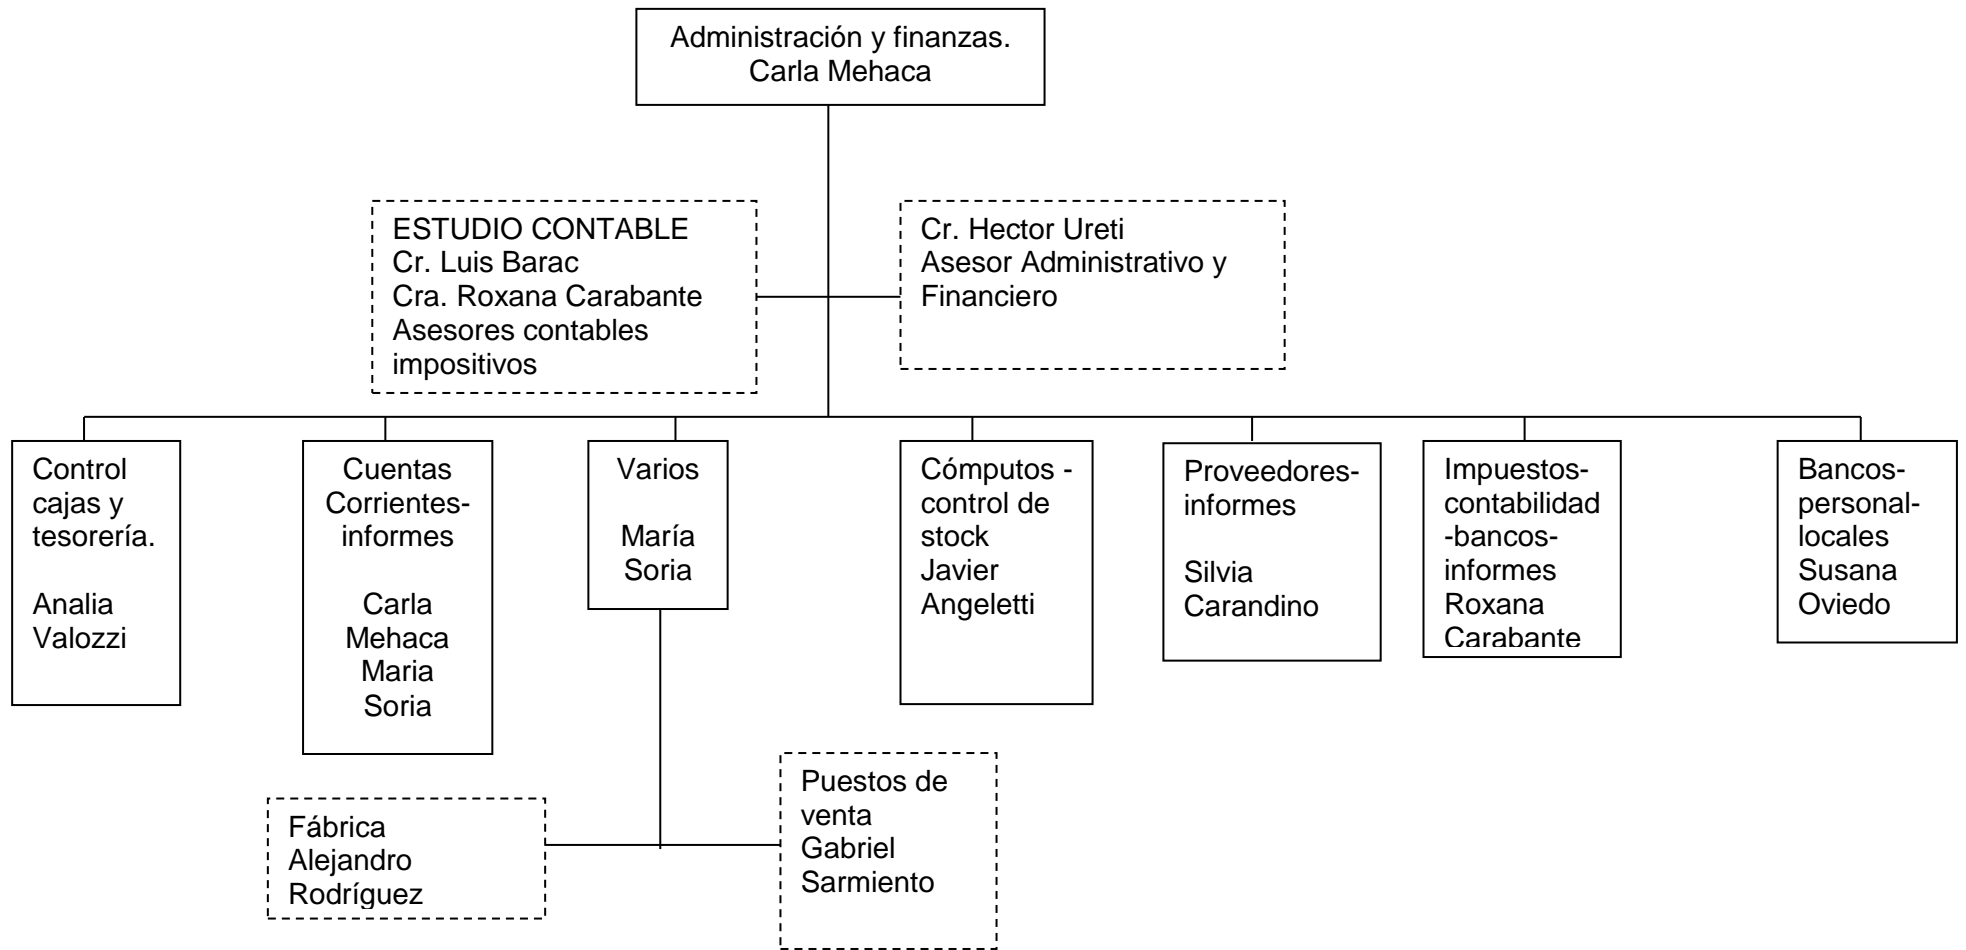 Administración y finanzas.
Carla Mehaca
ESTUDIO CONTABLE
Cr. Luis Barac
Cra. Roxana Carabante
Asesores contables
impositivos
Cr. Hector Ureti
Asesor Administrativo y
Financiero
Control
cajas y
tesorería.
Analia
Valozzi
Cuentas
Corrientes-
informes
Carla
Mehaca
Maria
Soria
Varios
María
Soria
Cómputos -
control de
stock
Javier
Angeletti
Proveedores-
informes
Silvia
Carandino
Impuestos-
contabilidad
-bancos-
informes
Roxana
Carabante
Bancos-
personal-
locales
Susana
Oviedo
Fábrica
Alejandro
Rodríguez
Puestos de
venta
Gabriel
Sarmiento